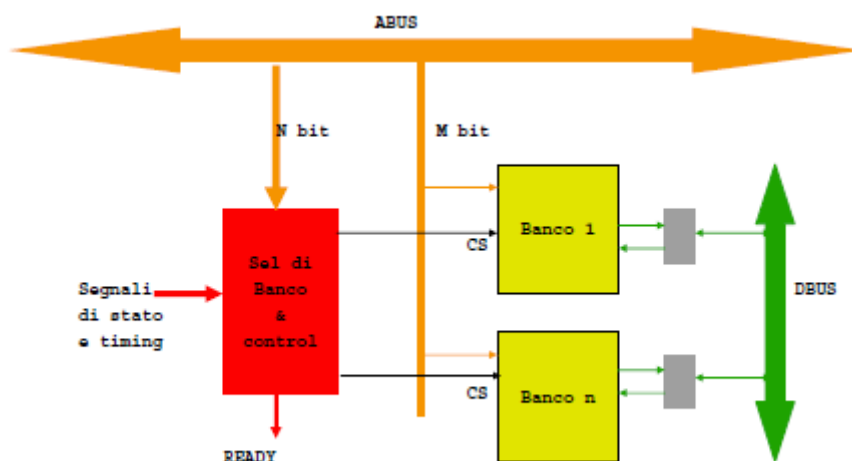 ABUS
N bit
M bit
Banco 1
CS
Sel di
Banco
&
control
Segnali
di stato
e timing
DBUS
CS
Banco n
READY